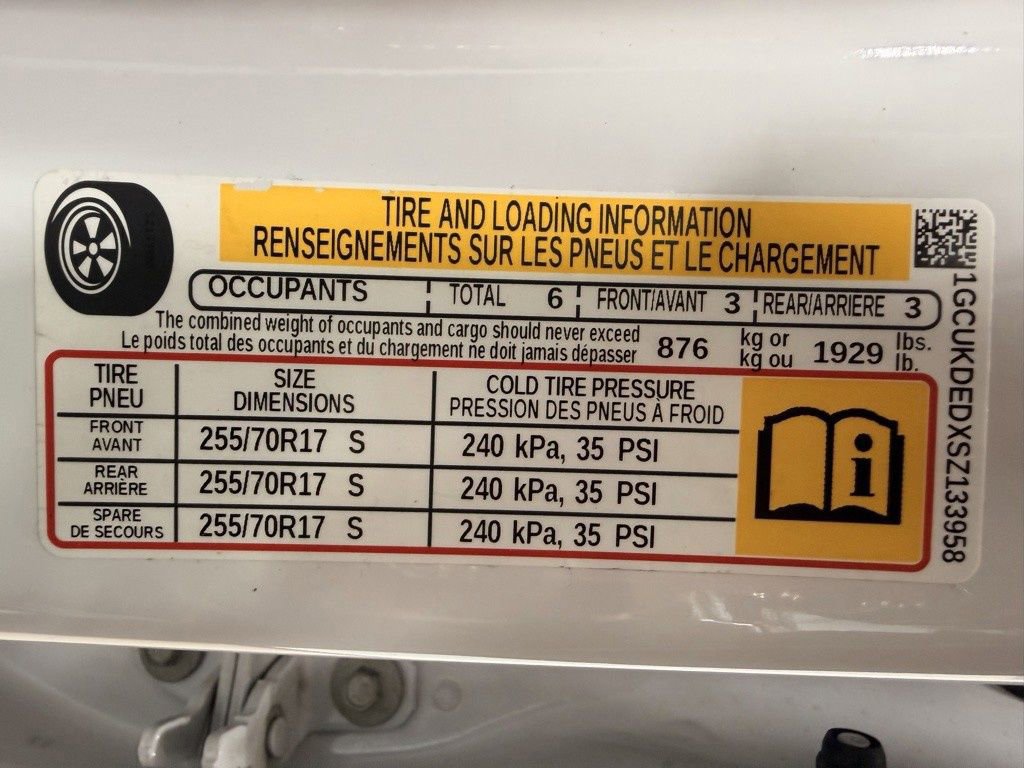 TIRE AND LOADING INFORMATION
RENSEIGNEMENTS SUR LES PNEUS ET LE CHARGEMENT
OCCUPANTS TOTAL 6 FRONT/AVANT 3 REAR/ARRIERE 3
The combined weight of occupants and cargo should never exceed
Le poids total des occupants et du chargement ne doit jamais dépasser
876 kg or 1929 lbs.
kg ou lb.
TIRE SIZE COLD TIRE PRESSURE
PNEU DIMENSIONS PRESSION DES PNEUS À FROID
FRONT
AVANT 255/70R17 S 240 kPa, 35 PSI
REAR
ARRIÈRE 255/70R17 S 240 kPa, 35 PSI
SPARE
DE SECOURS 255/70R17 S 240 kPa, 35 PSI
i
1GCUKDEDXSZ133958